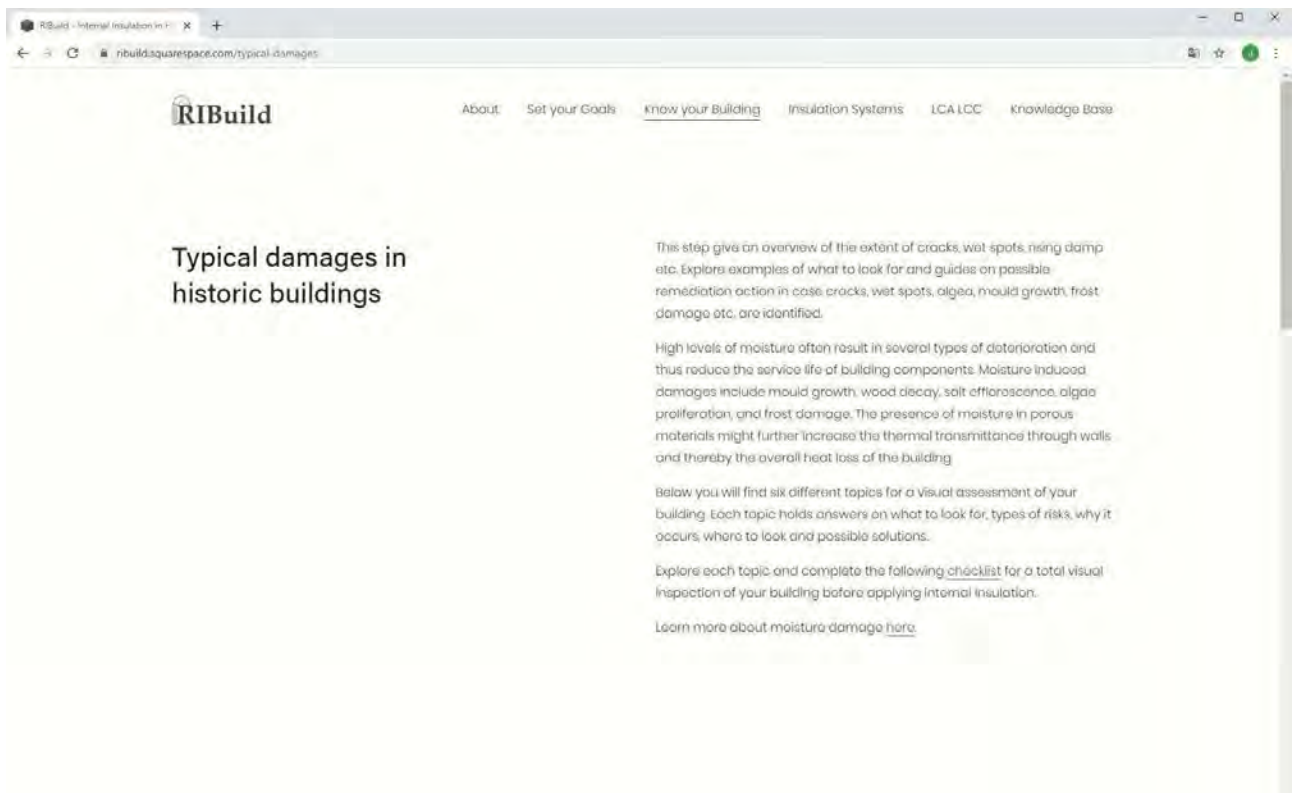 RIBuild - Internal Insulation in H
ribuild.squarespace.com/typical-damages
RIBuild
About Set your Goals Know your Building Insulation Systems LCA LCC Knowledge Base
Typical damages in
historic buildings
This step give an overview of the extent of cracks, wet spots, rising damp
etc. Explore examples of what to look for and guides on possible
remediation action in case cracks, wet spots, algea, mould growth, frost
damage etc. are identified.
High levels of moisture often result in several types of deterioration and
thus reduce the service life of building components. Moisture induced
damages include mould growth, wood decay, salt efflorescence, algae
proliferation, and frost damage. The presence of moisture in porous
materials might further increase the thermal transmittance through walls
and thereby the overall heat loss of the building
Below you will find six different topics for a visual assessment of your
building. Each topic holds answers on what to look for, types of risks, why it
occurs, where to look and possible solutions.
Explore each topic and complete the following checklist for a total visual
inspection of your building before applying internal insulation.
Learn more about moisture damage here.